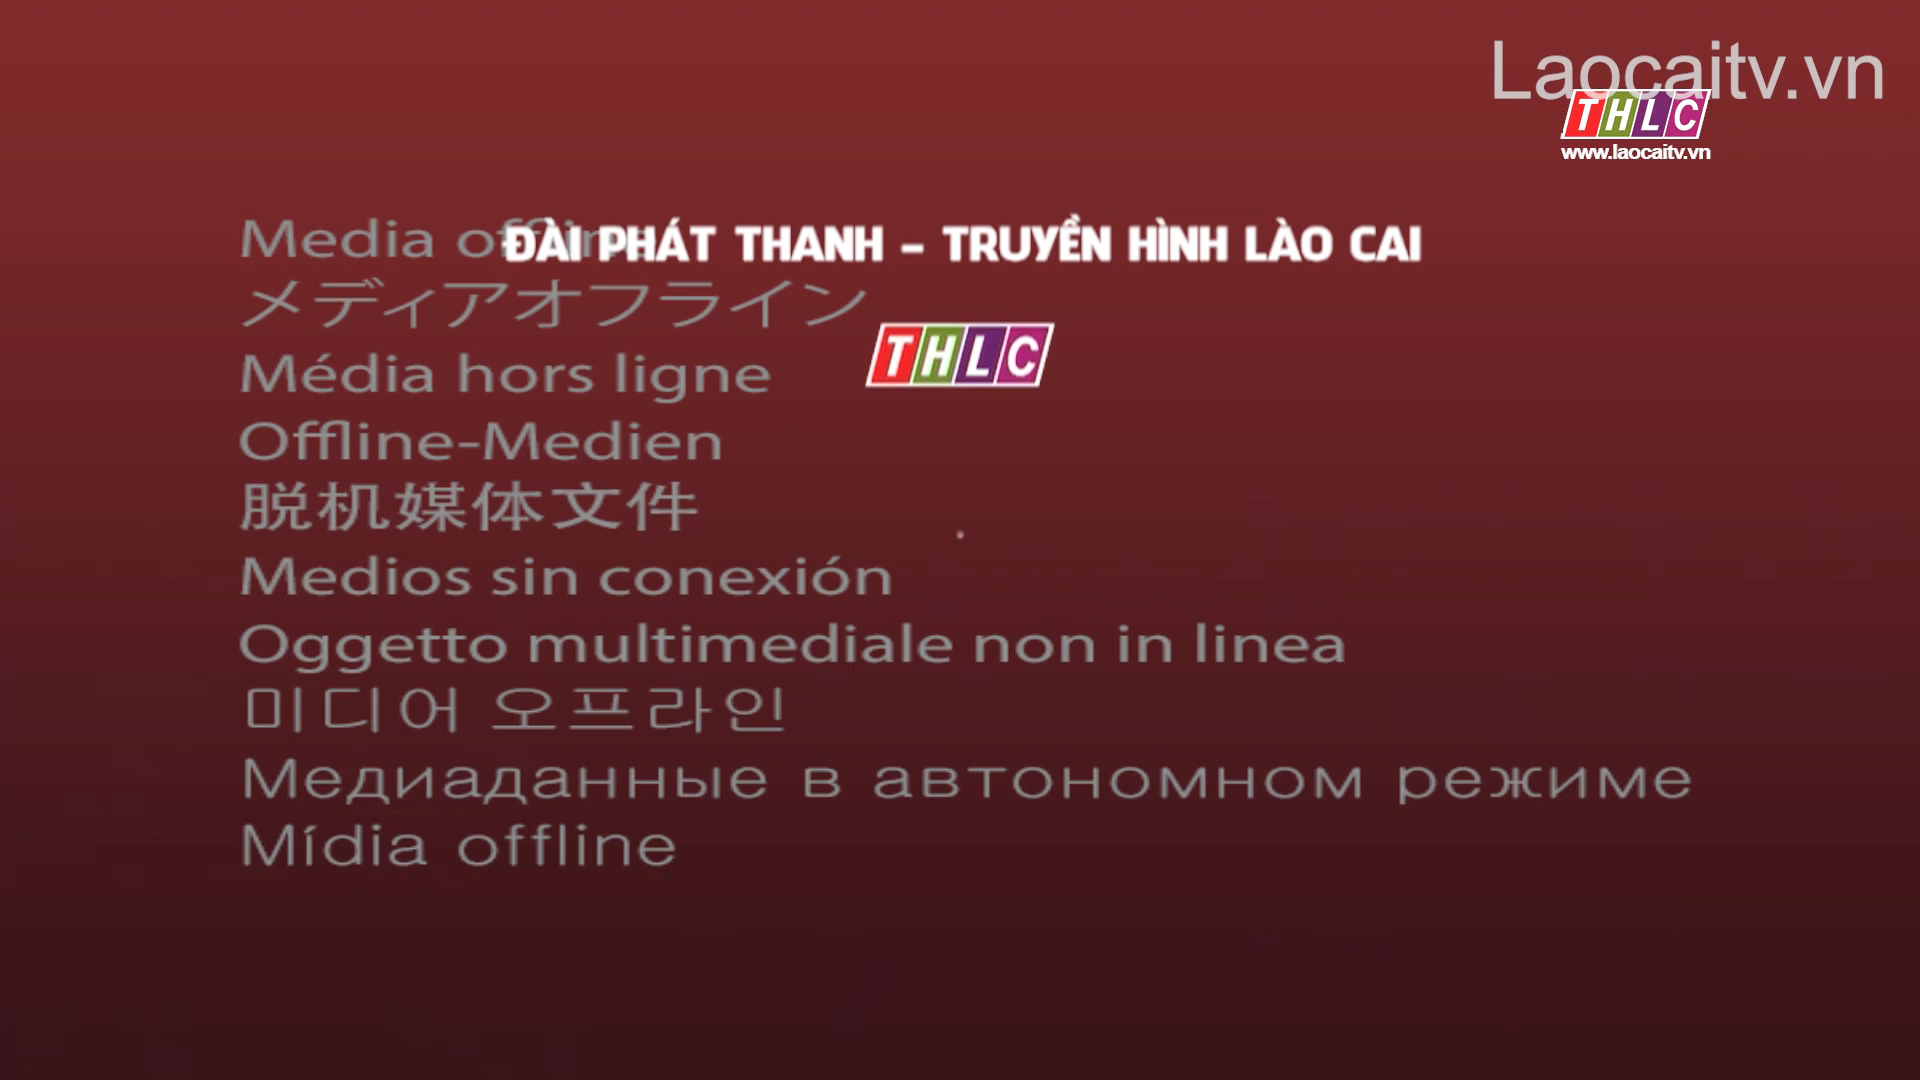 Laocaitv.vn
THLC
www.laocaitv.vn
Media offline
ĐÀI PHÁT THANH - TRUYỀN HÌNH LÀO CAI
メディアオフライン
THLC
Média hors ligne
Offline-Medien
脱机媒体文件
Medios sin conexión
Oggetto multimediale non in linea
미디어 오프라인
Медиаданные в автономном режиме
Mídia offline